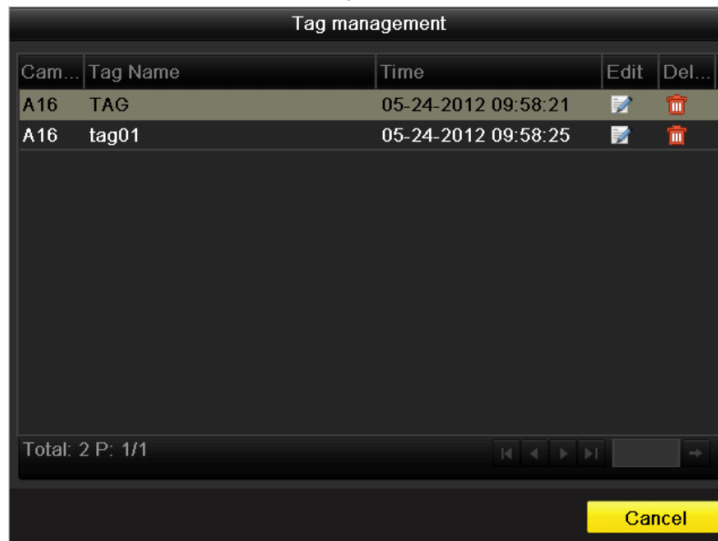 Tag management
Cam... Tag Name Time Edit Del...
A16 TAG 05-24-2012 09:58:21
A16 tag01 05-24-2012 09:58:25
Total: 2 P: 1/1
Cancel